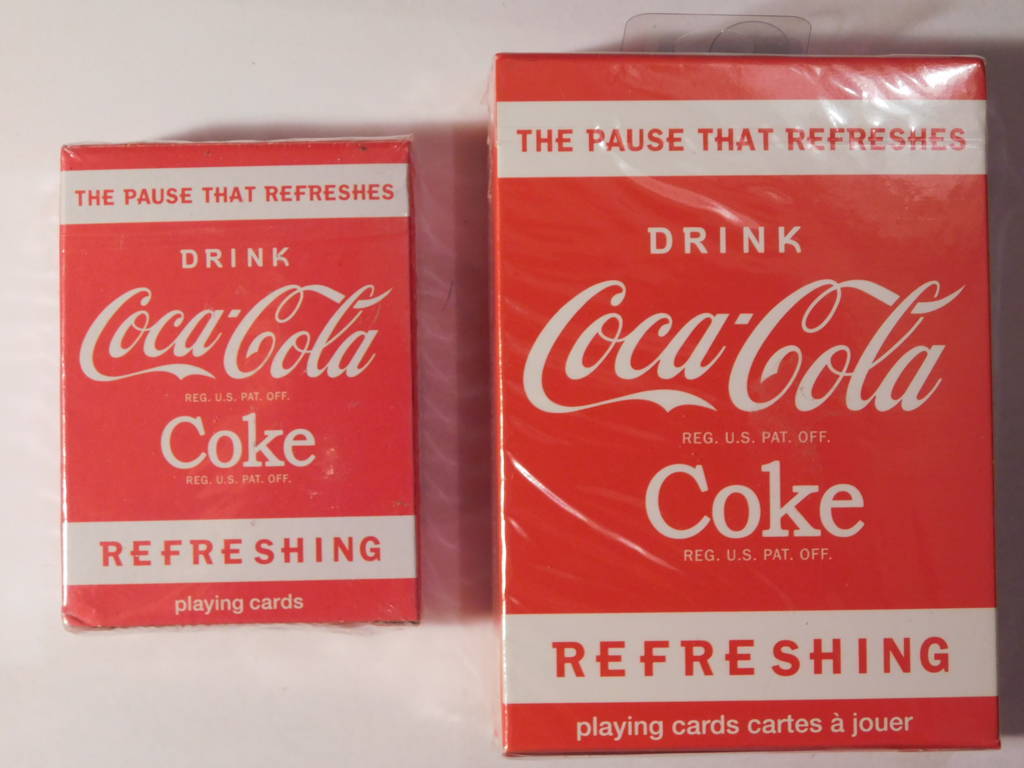 THE PAUSE THAT REFRESHES
DRINK
Coca-Cola
REG. U.S. PAT. OFF.
Coke
REG. U.S. PAT. OFF.
REFRESHING
playing cards cartes à jouer
THE PAUSE THAT REFRESHES
DRINK
Coca-Cola
REG. U.S. PAT. OFF.
Coke
REG. U.S. PAT. OFF.
REFRESHING
playing cards